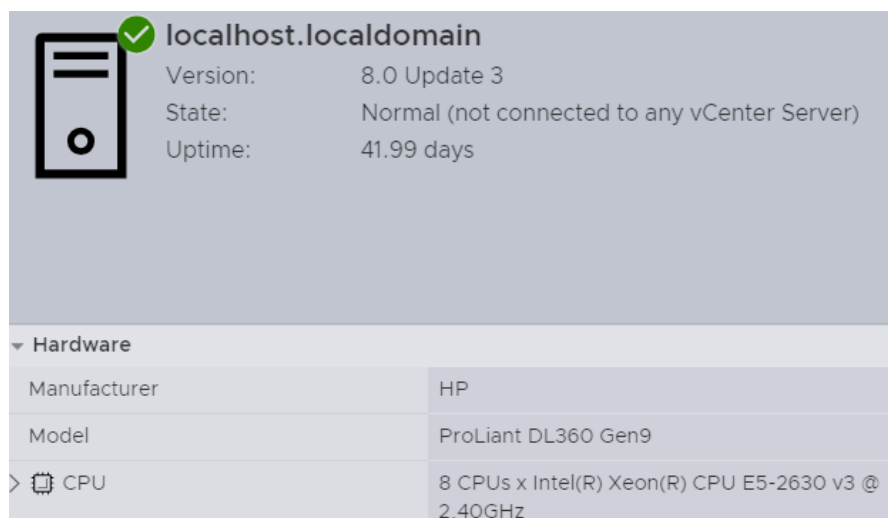 localhost.localdomain
Version: 8.0 Update 3
State: Normal (not connected to any vCenter Server)
Uptime: 41.99 days
Hardware
Manufacturer HP
Model ProLiant DL360 Gen9
CPU 8 CPUs x Intel(R) Xeon(R) CPU E5-2630 v3 @
2.40GHz